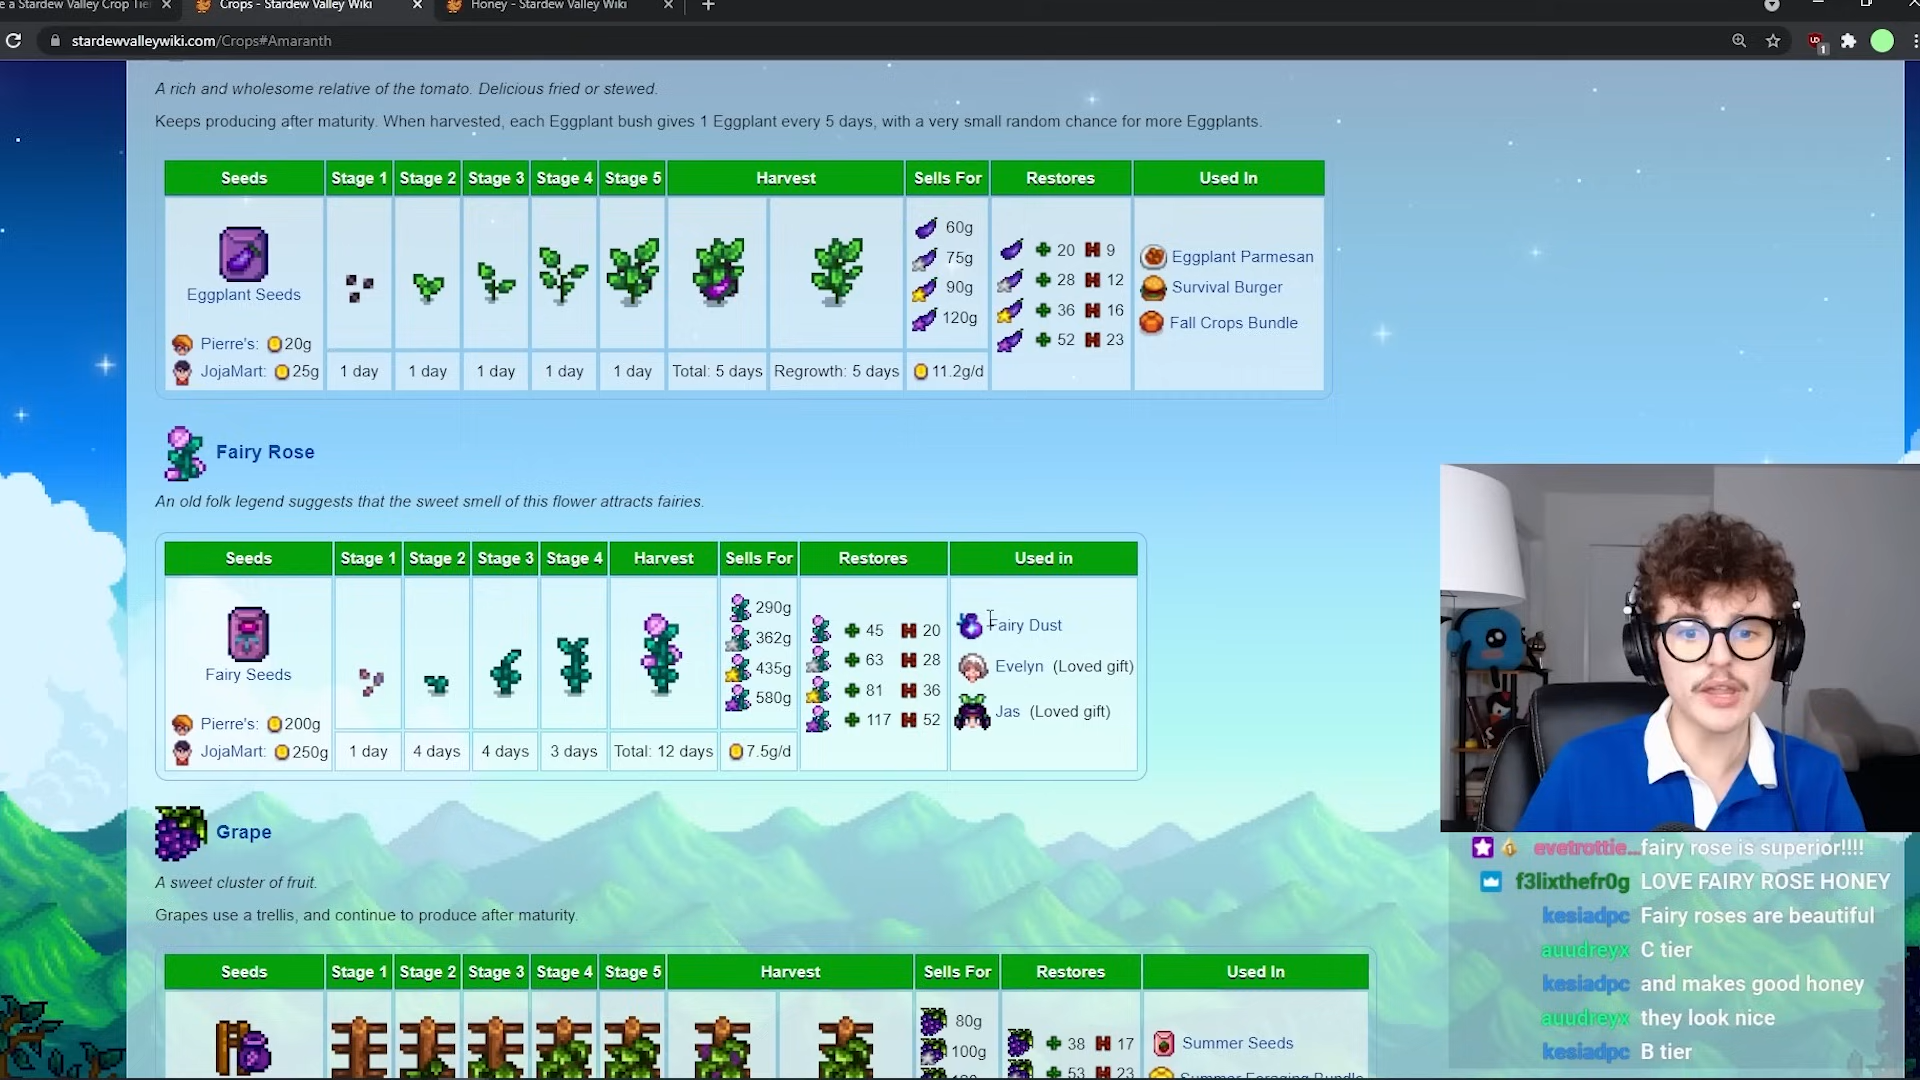 e a Stardew Valley Crop Tie
Crops - Stardew Valley Wiki
Honey - Stardew Valley Wiki
stardewvalleywiki.com/Crops#Amaranth
A rich and wholesome relative of the tomato. Delicious fried or stewed.
Keeps producing after maturity. When harvested, each Eggplant bush gives 1 Eggplant every 5 days, with a very small random chance for more Eggplants.
Seeds Stage 1 Stage 2 Stage 3 Stage 4 Stage 5 Harvest Sells For Restores Used In
Eggplant Seeds
Pierre's: 20g
JojaMart: 25g
1 day 1 day 1 day 1 day 1 day Total: 5 days Regrowth: 5 days
60g
75g
90g
120g
11.2g/d
20 9
28 12
36 16
52 23
Eggplant Parmesan
Survival Burger
Fall Crops Bundle
Fairy Rose
An old folk legend suggests that the sweet smell of this flower attracts fairies.
Seeds Stage 1 Stage 2 Stage 3 Stage 4 Harvest Sells For Restores Used in
Fairy Seeds
Pierre's: 200g
JojaMart: 250g
1 day 4 days 4 days 3 days Total: 12 days
290g
362g
435g
580g
7.5g/d
45 20
63 28
81 36
117 52
Fairy Dust
Evelyn (Loved gift)
Jas (Loved gift)
Grape
A sweet cluster of fruit.
Grapes use a trellis, and continue to produce after maturity.
Seeds Stage 1 Stage 2 Stage 3 Stage 4 Stage 5 Harvest Sells For Restores Used In
80g
100g
38 17
53 23
Summer Seeds
Summer Foraging Bundle
evetrottie...fairy rose is superior!!!!
f3lixthefr0g LOVE FAIRY ROSE HONEY
kesiadpc Fairy roses are beautiful
auudreyx C tier
kesiadpc and makes good honey
auudreyx they look nice
kesiadpc B tier